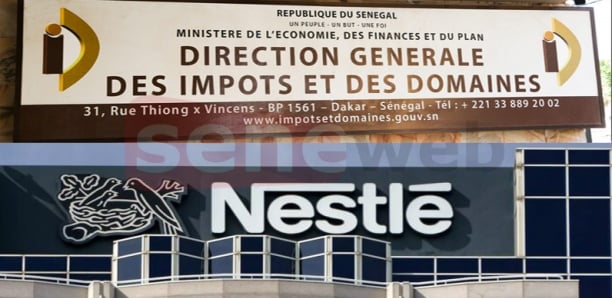 REPUBLIQUE DU SENEGAL
UN PEUPLE - UN BUT - UNE FOI
MINISTERE DE L'ECONOMIE, DES FINANCES ET DU PLAN
DIRECTION GENERALE
DES IMPOTS ET DES DOMAINES
31, Rue Thiong x Vincens - BP 1561 – Dakar – Sénégal - Tél : + 221 33 889 20 02
www.impotsetdomaines.gouv.sn
seneweb
Nestlé